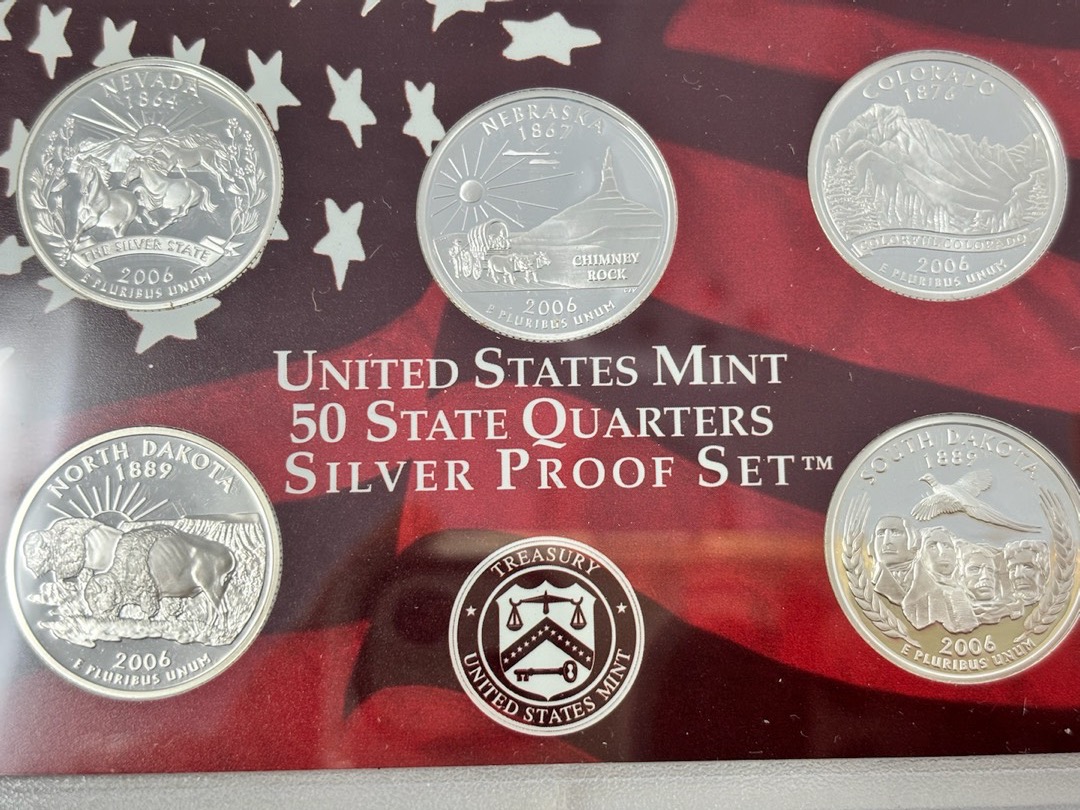 NEVADA
1864
THE SILVER STATE
2006
E PLURIBUS UNUM
NEBRASKA
1867
CHIMNEY
ROCK
2006
E PLURIBUS UNUM
COLORADO
1876
COLORFUL COLORADO
2006
E PLURIBUS UNUM
UNITED STATES MINT
50 STATE QUARTERS
SILVER PROOF SET™
NORTH DAKOTA
1889
2006
E PLURIBUS UNUM
TREASURY
UNITED STATES MINT
SOUTH DAKOTA
1889
2006
E PLURIBUS UNUM